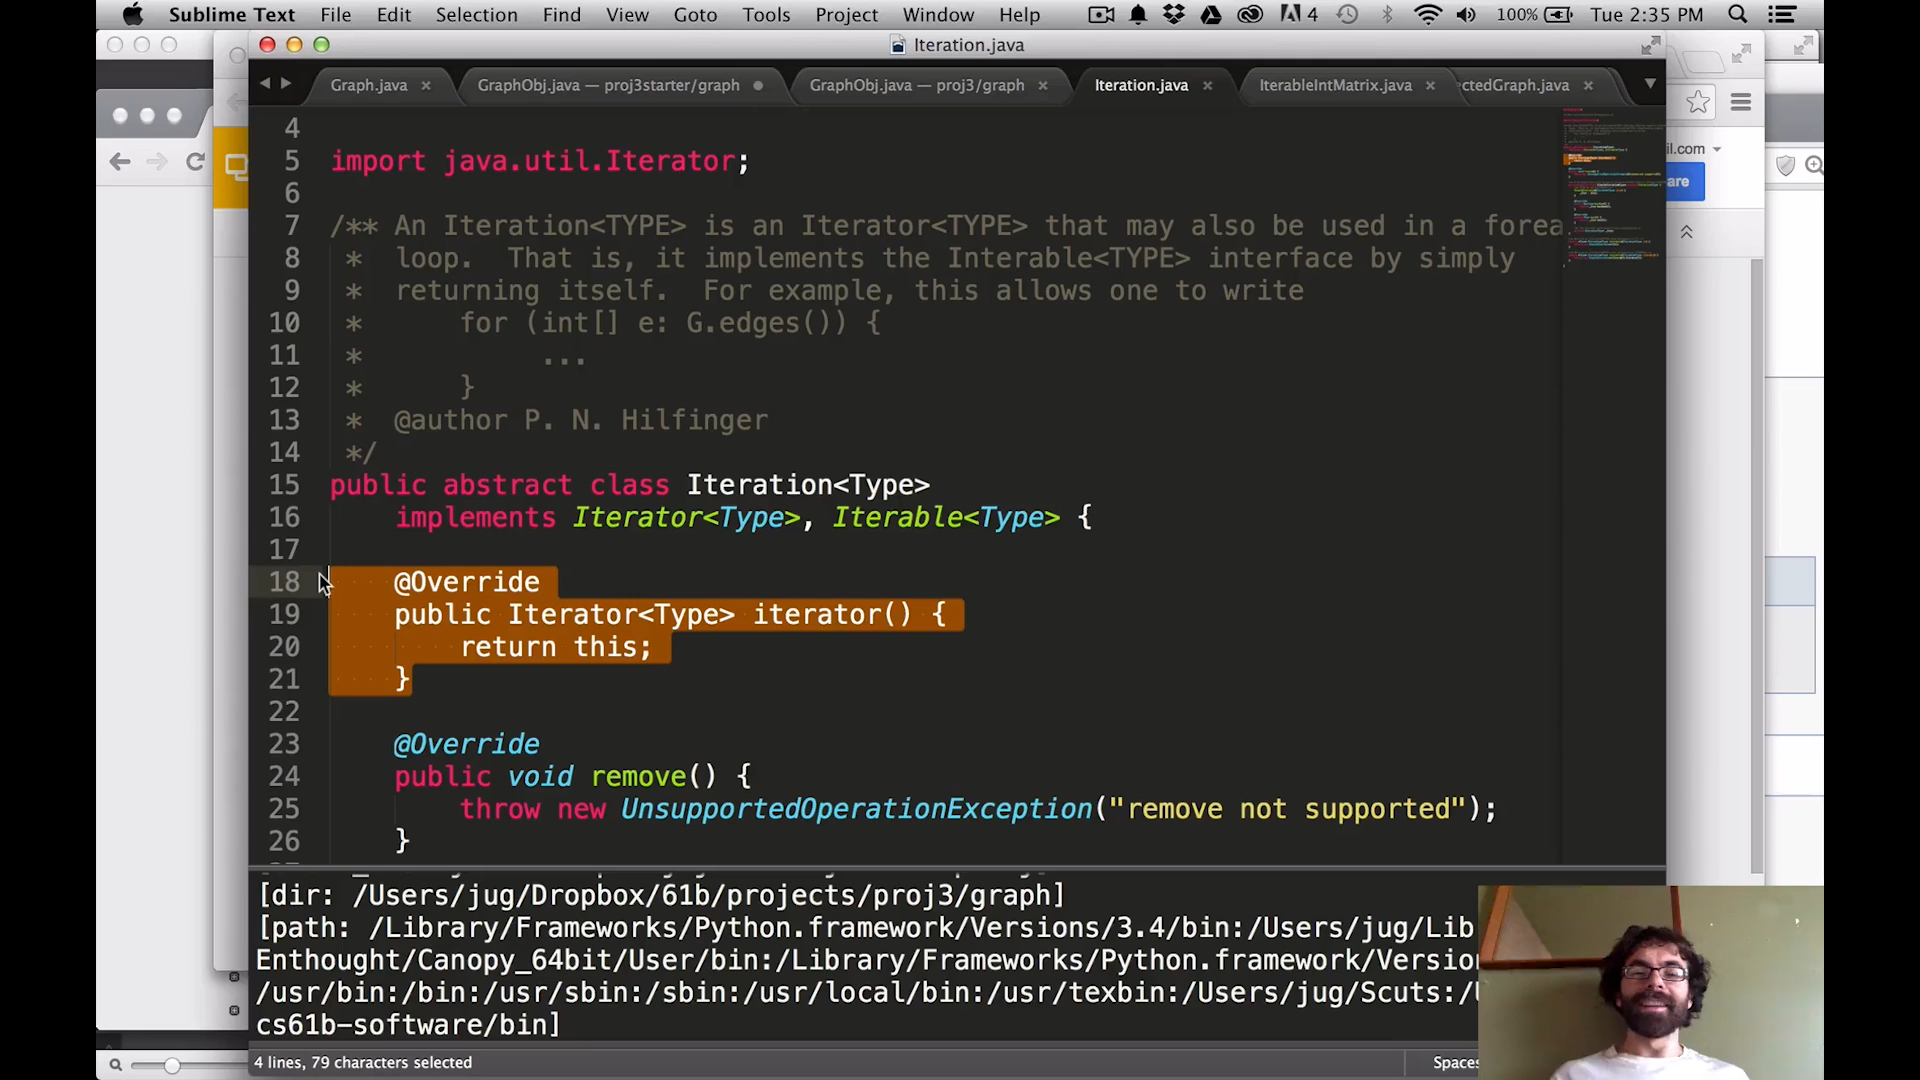 Sublime Text File Edit Selection Find View Goto Tools Project Window Help 4 100% Tue 2:35 PM
Iteration.java
Graph.java GraphObj.java — proj3starter/graph GraphObj.java — proj3/graph Iteration.java IterableIntMatrix.java ectedGraph.java
il.com
are
4
5 import java.util.Iterator;
6
7 /** An Iteration<TYPE> is an Iterator<TYPE> that may also be used in a forea
8 * loop. That is, it implements the Interable<TYPE> interface by simply
9 * returning itself. For example, this allows one to write
10 * for (int[] e: G.edges()) {
11 * ...
12 * }
13 * @author P. N. Hilfinger
14 */
15 public abstract class Iteration<Type>
16 implements Iterator<Type>, Iterable<Type> {
17
18 @Override
19 public Iterator<Type> iterator() {
20 return this;
21 }
22
23 @Override
24 public void remove() {
25 throw new UnsupportedOperationException("remove not supported");
26 }
[dir: /Users/jug/Dropbox/61b/projects/proj3/graph]
[path: /Library/Frameworks/Python.framework/Versions/3.4/bin:/Users/jug/Lib
Enthought/Canopy_64bit/User/bin:/Library/Frameworks/Python.framework/Versio
/usr/bin:/bin:/usr/sbin:/sbin:/usr/local/bin:/usr/texbin:/Users/jug/Scuts:/
cs61b-software/bin]
4 lines, 79 characters selected Spaces